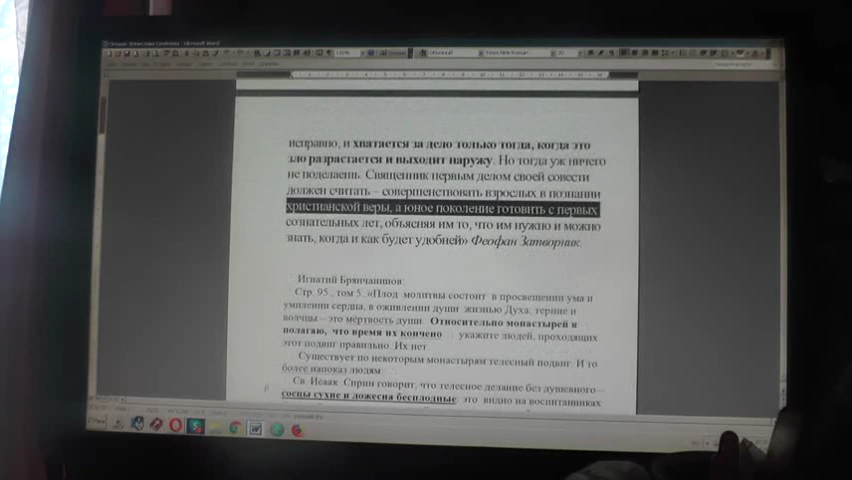 исправно, и хватается за дело только тогда, когда это
зло разрастается и выходит наружу. Но тогда уж ничего
не поделаешь. Священник первым делом своей совести
должен считать – совершенствовать взрослых в познании
христианской веры, а юное поколение готовить с первых
сознательных лет, объясняя им то, что им нужно и можно
знать, когда и как будет удобней» Феофан Затворник.
Игнатий Брянчанинов:
Стр. 95., том 5. «Плод молитвы состоит в просвещении ума и
умилении сердца, в оживлении души жизнью Духа; терние и
волчцы – это мёртвость души. Относительно монастырей я
полагаю, что время их кончено… укажите людей, проходящих
этот подвиг правильно. Их нет.
Существует по некоторым монастырям телесный подвиг. И то
более напоказ людям.
Св. Исаак Сирин говорит, что телесное делание без душевного –
сосцы сухие и ложесна бесплодные: это видно на воспитанниках